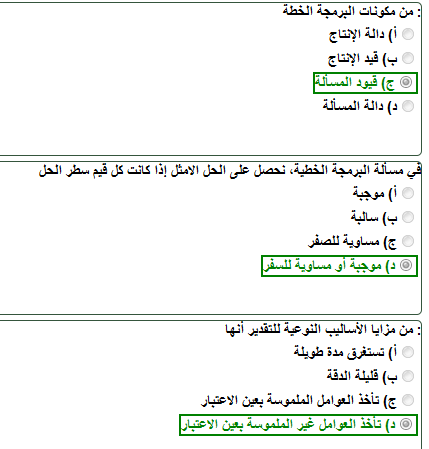 : من مكونات البرمجة الخطة
أ) دالة الإنتاج
ب) قيد الإنتاج
ج) قيود المسألة
د) دالة المسألة
في مسألة البرمجة الخطية، نحصل على الحل الامثل إذا كانت كل قيم سطر الحل
أ) موجبة
ب) سالبة
ج) مساوية للصفر
د) موجبة أو مساوية للسفر
: من مزايا الأساليب النوعية للتقدير أنها
أ) تستغرق مدة طويلة
ب) قليلة الدقة
ج) تأخذ العوامل الملموسة بعين الاعتبار
د) تأخذ العوامل غير الملموسة بعين الاعتبار